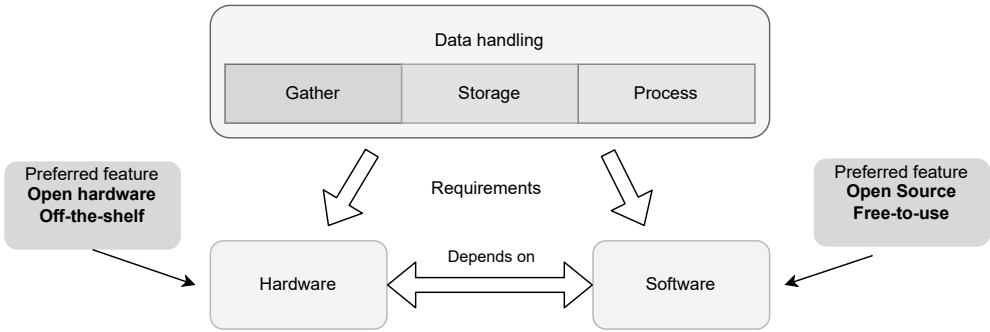 Data handling
Gather
Storage
Process
Preferred feature
Open hardware
Off-the-shelf
Requirements
Preferred feature
Open Source
Free-to-use
Hardware
Depends on
Software